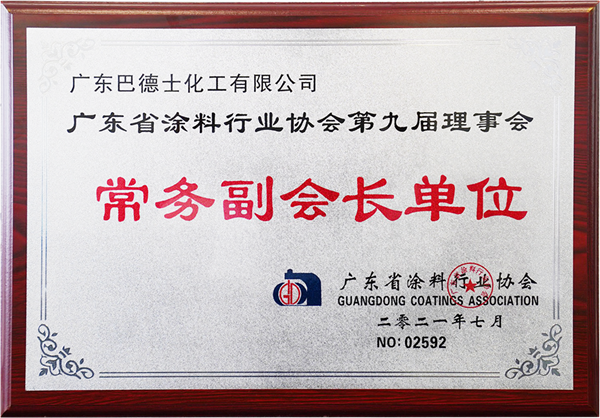 广东巴德士化工有限公司
广东省涂料行业协会第九届理事会
常务副会长单位
广东省涂料行业协会
GUANGDONG COATINGS ASSOCIATION
二零二一年七月
NO: 02592